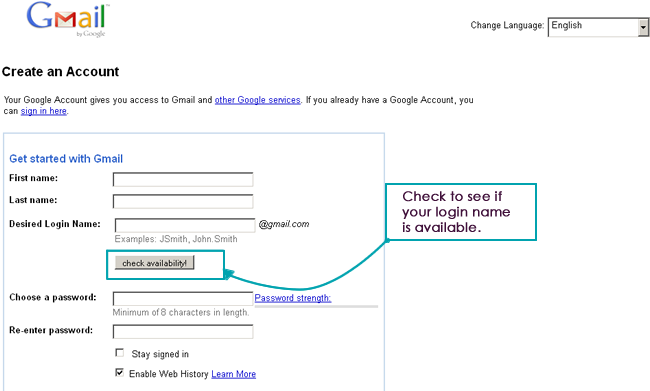 Gmail
by Google
Change Language: English
Create an Account
Your Google Account gives you access to Gmail and other Google services. If you already have a Google Account, you
can sign in here.
Get started with Gmail
First name:
Last name:
Desired Login Name: @gmail.com
Examples: JSmith, John.Smith
check availability!
Check to see if
your login name
is available.
Choose a password: Password strength:
Minimum of 8 characters in length.
Re-enter password:
Stay signed in
Enable Web History Learn More